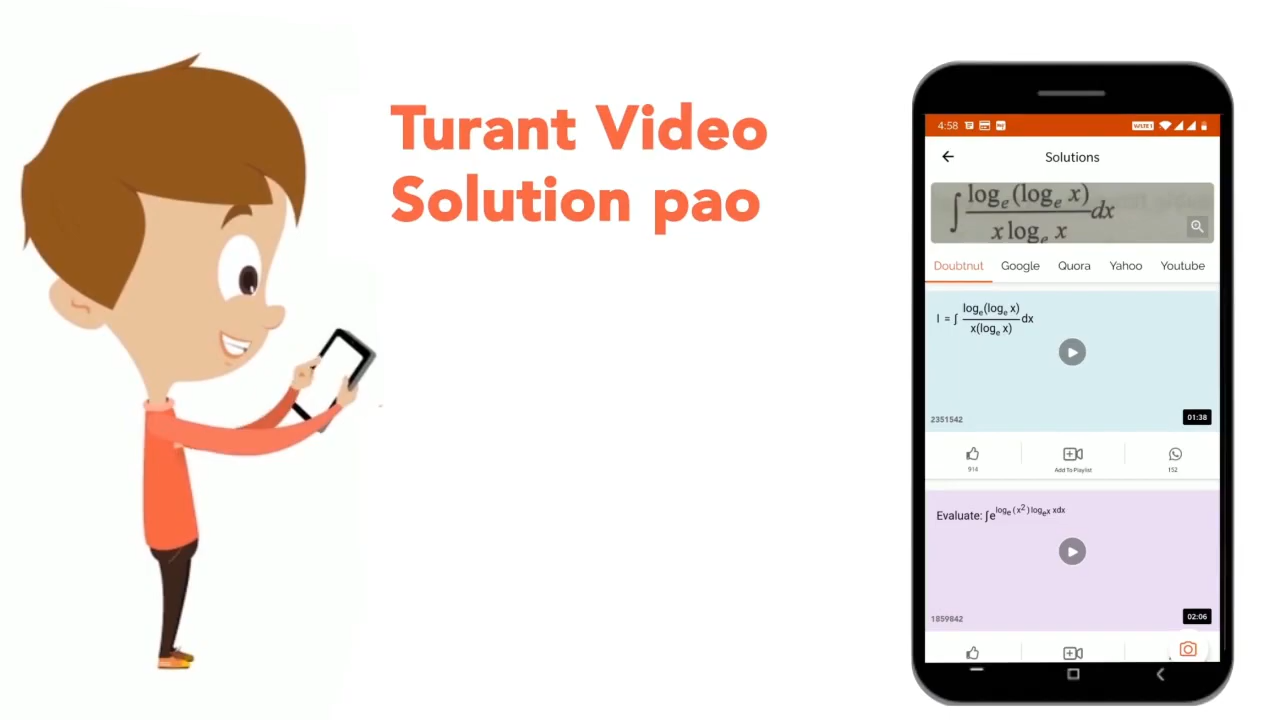 Turant Video
Solution pao
4:58
VoLTE1
Solutions
∫ logₑ(logₑ x) / x logₑ x dx
Doubtnut Google Quora Yahoo Youtube
I = ∫ logₑ(logₑ x) / x(logₑ x) dx
2351542 01:38
914 Add To Playlist 152
Evaluate: ∫e^logₑ(x²)logₑx xdx
1859842 02:06